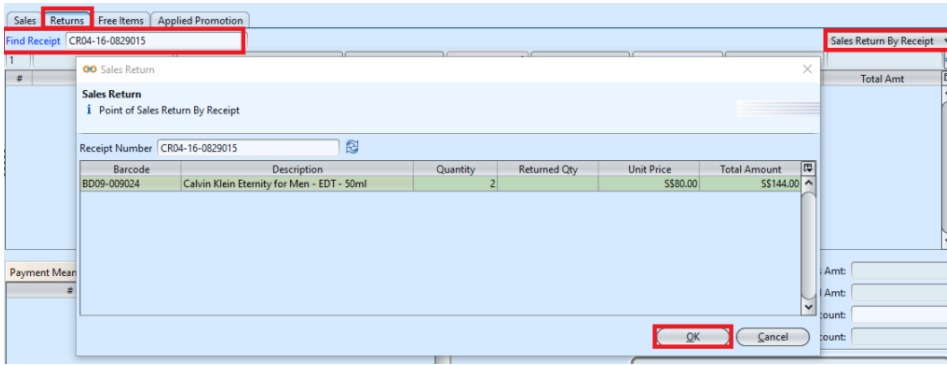 Sales Returns Free Items Applied Promotion
Find Receipt CR04-16-0829015 Sales Return By Receipt
1
# Total Amt
Sales Return
Sales Return
i Point of Sales Return By Receipt
Receipt Number CR04-16-0829015
Barcode Description Quantity Returned Qty Unit Price Total Amount
BD09-009024 Calvin Klein Eternity for Men - EDT - 50ml 2 S$80.00 S$144.00
Payment Mean Amt:
# Amt:
count:
OK Cancel count: